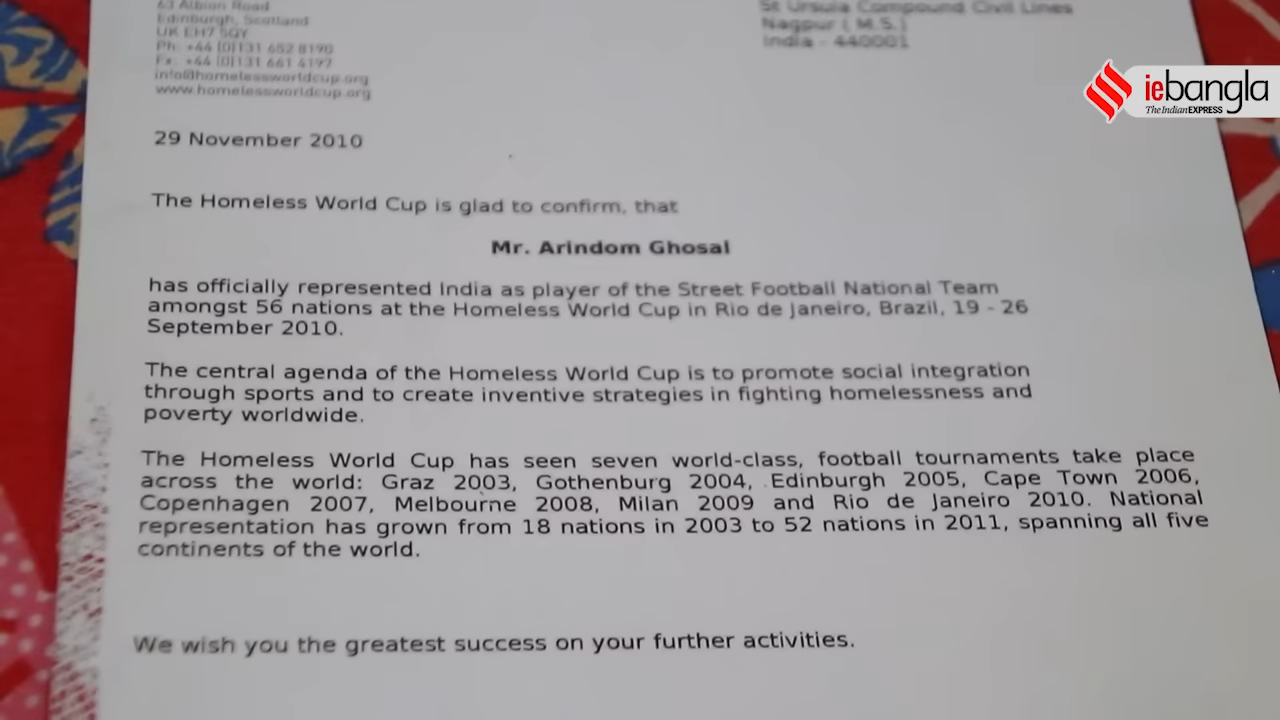 63 Albion Road
Edinburgh, Scotland
UK EH7 5QY
Ph: +44 (0)131 652 8190
Fx: +44 (0)131 661 4197
info@homelessworldcup.org
www.homelessworldcup.org
St Ursula Compound Civil Lines
Nagpur ( M.S.)
India - 440001
iebangla
The Indian EXPRESS
29 November 2010
The Homeless World Cup is glad to confirm, that
Mr. Arindom Ghosal
has officially represented India as player of the Street Football National Team
amongst 56 nations at the Homeless World Cup in Rio de Janeiro, Brazil, 19 - 26
September 2010.
The central agenda of the Homeless World Cup is to promote social integration
through sports and to create inventive strategies in fighting homelessness and
poverty worldwide.
The Homeless World Cup has seen seven world-class, football tournaments take place
across the world: Graz 2003, Gothenburg 2004, Edinburgh 2005, Cape Town 2006,
Copenhagen 2007, Melbourne 2008, Milan 2009 and Rio de Janeiro 2010. National
representation has grown from 18 nations in 2003 to 52 nations in 2011, spanning all five
continents of the world.
We wish you the greatest success on your further activities.